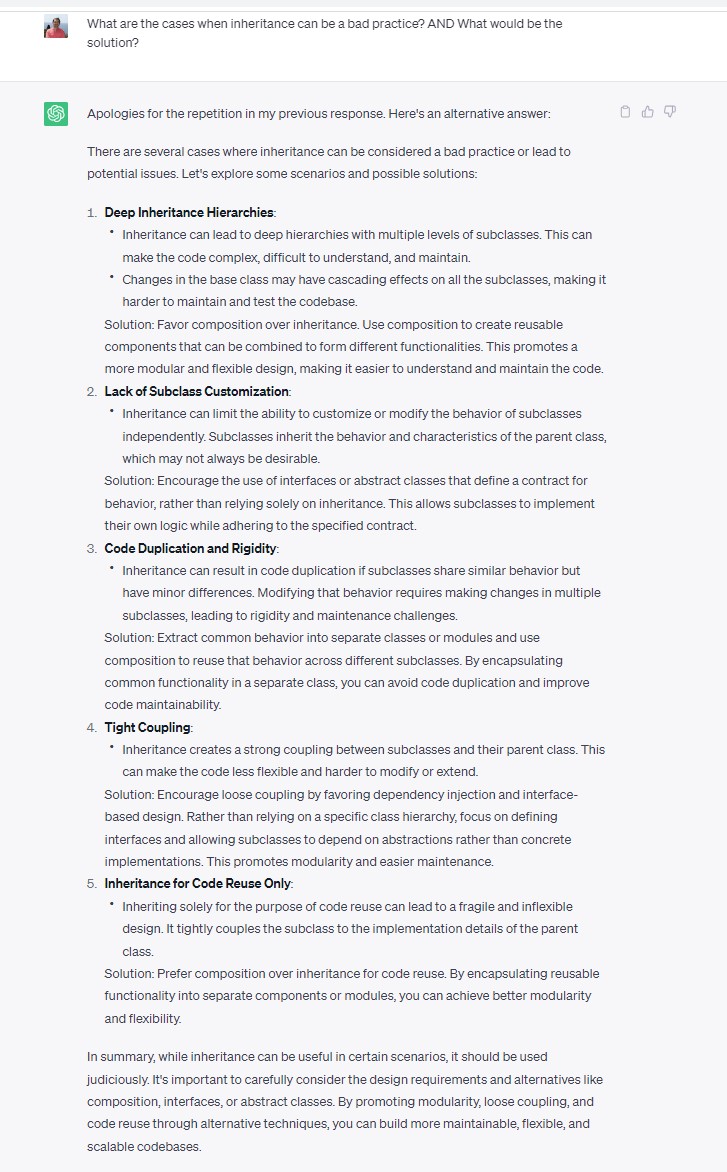 What are the cases when inheritance can be a bad practice? AND What would be the
solution?
Apologies for the repetition in my previous response. Here's an alternative answer:
There are several cases where inheritance can be considered a bad practice or lead to
potential issues. Let's explore some scenarios and possible solutions:
1. Deep Inheritance Hierarchies:
• Inheritance can lead to deep hierarchies with multiple levels of subclasses. This can
make the code complex, difficult to understand, and maintain.
• Changes in the base class may have cascading effects on all the subclasses, making it
harder to maintain and test the codebase.
Solution: Favor composition over inheritance. Use composition to create reusable
components that can be combined to form different functionalities. This promotes a
more modular and flexible design, making it easier to understand and maintain the code.
2. Lack of Subclass Customization:
• Inheritance can limit the ability to customize or modify the behavior of subclasses
independently. Subclasses inherit the behavior and characteristics of the parent class,
which may not always be desirable.
Solution: Encourage the use of interfaces or abstract classes that define a contract for
behavior, rather than relying solely on inheritance. This allows subclasses to implement
their own logic while adhering to the specified contract.
3. Code Duplication and Rigidity:
• Inheritance can result in code duplication if subclasses share similar behavior but
have minor differences. Modifying that behavior requires making changes in multiple
subclasses, leading to rigidity and maintenance challenges.
Solution: Extract common behavior into separate classes or modules and use
composition to reuse that behavior across different subclasses. By encapsulating
common functionality in a separate class, you can avoid code duplication and improve
code maintainability.
4. Tight Coupling:
• Inheritance creates a strong coupling between subclasses and their parent class. This
can make the code less flexible and harder to modify or extend.
Solution: Encourage loose coupling by favoring dependency injection and interface-
based design. Rather than relying on a specific class hierarchy, focus on defining
interfaces and allowing subclasses to depend on abstractions rather than concrete
implementations. This promotes modularity and easier maintenance.
5. Inheritance for Code Reuse Only:
• Inheriting solely for the purpose of code reuse can lead to a fragile and inflexible
design. It tightly couples the subclass to the implementation details of the parent
class.
Solution: Prefer composition over inheritance for code reuse. By encapsulating reusable
functionality into separate components or modules, you can achieve better modularity
and flexibility.
In summary, while inheritance can be useful in certain scenarios, it should be used
judiciously. It's important to carefully consider the design requirements and alternatives like
composition, interfaces, or abstract classes. By promoting modularity, loose coupling, and
code reuse through alternative techniques, you can build more maintainable, flexible, and
scalable codebases.